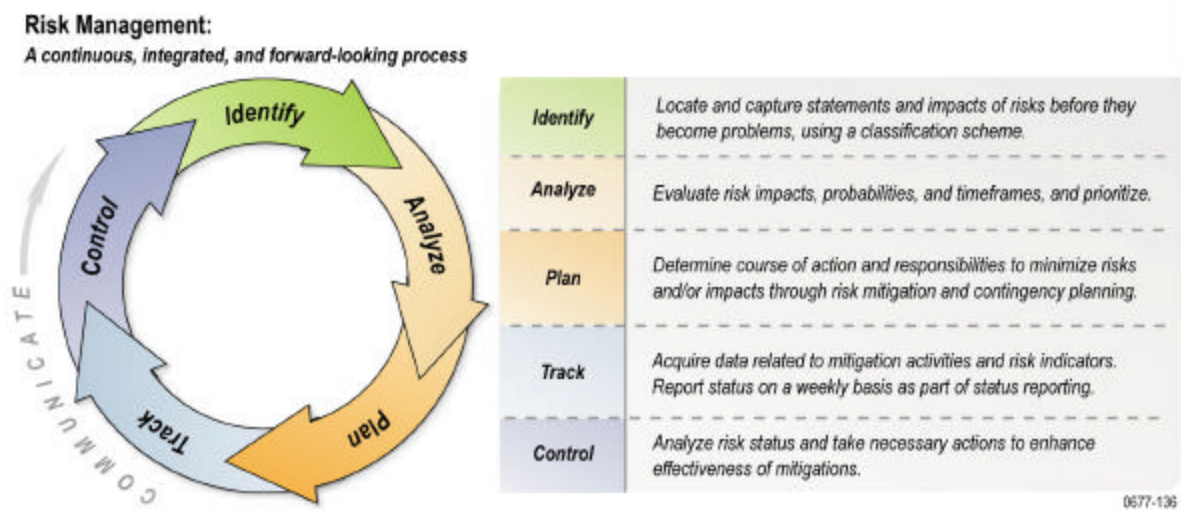 Risk Management:
A continuous, integrated, and forward-looking process
Identify
Analyze
Plan
Track
Control
COMMUNICATE
Identify
Locate and capture statements and impacts of risks before they
become problems, using a classification scheme.
Analyze
Evaluate risk impacts, probabilities, and timeframes, and prioritize.
Plan
Determine course of action and responsibilities to minimize risks
and/or impacts through risk mitigation and contingency planning.
Track
Acquire data related to mitigation activities and risk indicators.
Report status on a weekly basis as part of status reporting.
Control
Analyze risk status and take necessary actions to enhance
effectiveness of mitigations.
0677-136